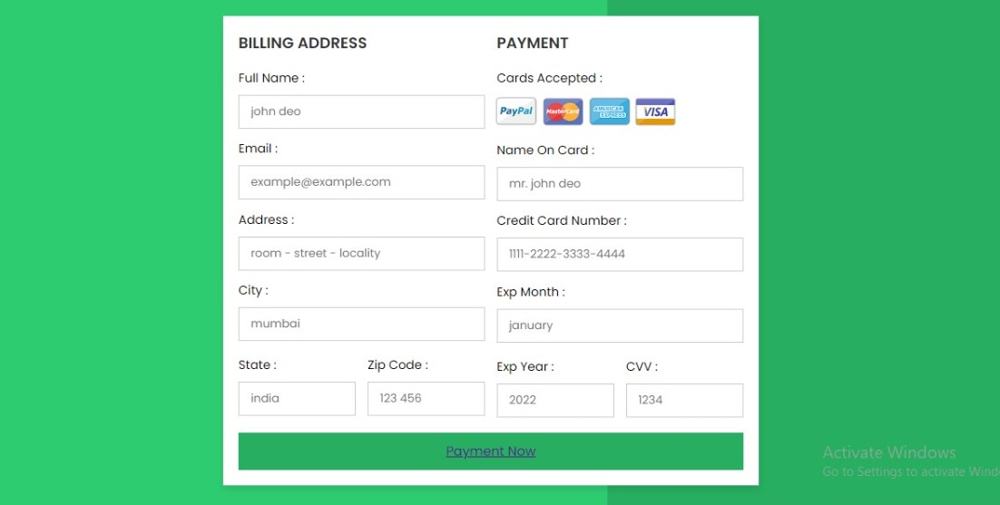 BILLING ADDRESS
Full Name :
john deo
Email :
example@example.com
Address :
room - street - locality
City :
mumbai
State :
Zip Code :
india
123 456
PAYMENT
Cards Accepted :
PayPal
MasterCard
AMERICAN
EXPRESS
VISA
Name On Card :
mr. john deo
Credit Card Number :
1111-2222-3333-4444
Exp Month :
january
Exp Year :
CVV :
2022
1234
Payment Now
Activate Windows
Go to Settings to activate Wind